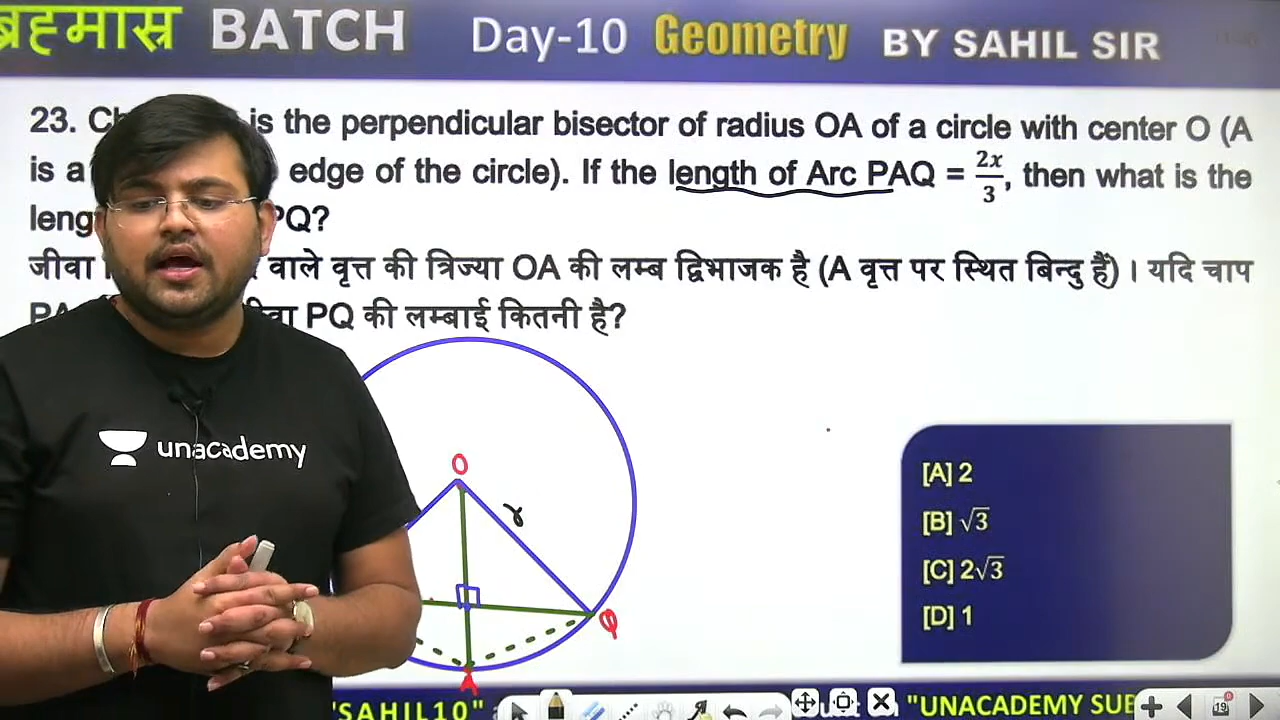 ब्रह्मास्र BATCH Day-10 Geometry BY SAHIL SIR
23. is the perpendicular bisector of radius OA of a circle with center O (A
is a edge of the circle). If the length of Arc PAQ = 2x/3, then what is the
PQ?
जीवा वाले वृत्त की त्रिज्या OA की लम्ब द्विभाजक है (A वृत्त पर स्थित बिन्दु हैं) । यदि चाप
PQ की लम्बाई कितनी है?
O
r
Q
A
unacademy
[A] 2
[B] √3
[C] 2√3
[D] 1
"SAHIL10" "UNACADEMY SUB
19